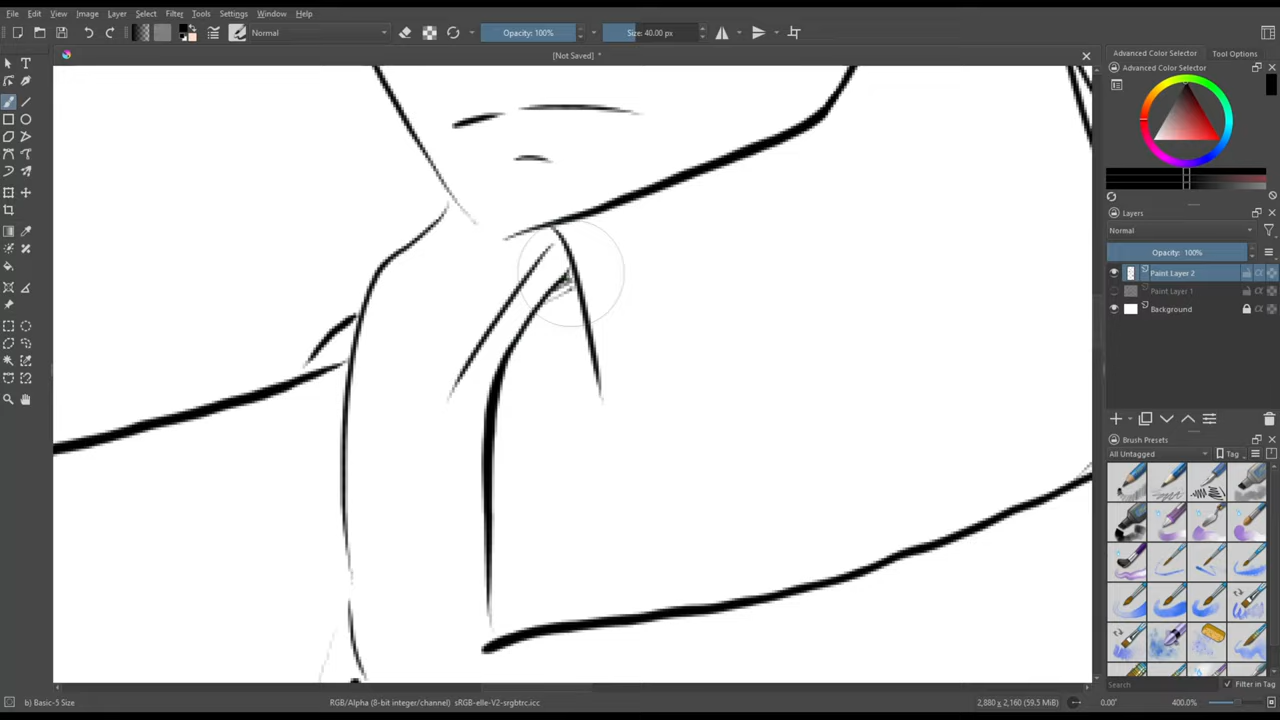 File Edit View Image Layer Select Filter Tools Settings Window Help
Normal Opacity: 100% Size: 40.00 px
[Not Saved] *
Advanced Color Selector Tool Options
Advanced Color Selector
Layers
Normal
Opacity: 100%
Paint Layer 2
Paint Layer 1
Background
Brush Presets
All Untagged Tag
Search Filter in Tag
b) Basic-5 Size RGB/Alpha (8-bit integer/channel) sRGB-elle-V2-srgbtrc.icc 2,880 x 2,160 (59.5 MiB) 0.00° 400.0%